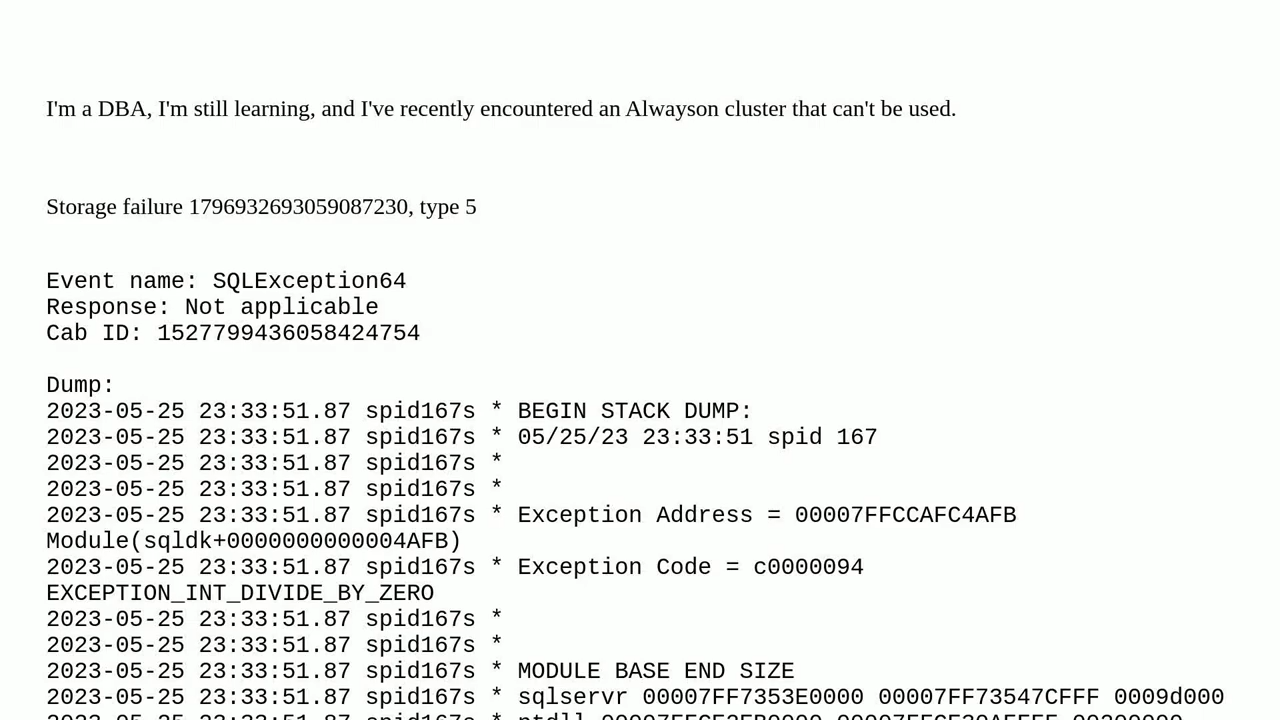 I'm a DBA, I'm still learning, and I've recently encountered an Alwayson cluster that can't be used.
Storage failure 1796932693059087230, type 5
Event name: SQLException64
Response: Not applicable
Cab ID: 1527799436058424754
Dump:
2023-05-25 23:33:51.87 spid167s * BEGIN STACK DUMP:
2023-05-25 23:33:51.87 spid167s * 05/25/23 23:33:51 spid 167
2023-05-25 23:33:51.87 spid167s *
2023-05-25 23:33:51.87 spid167s *
2023-05-25 23:33:51.87 spid167s * Exception Address = 00007FFCCAFC4AFB
Module(sqldk+0000000000004AFB)
2023-05-25 23:33:51.87 spid167s * Exception Code = c0000094
EXCEPTION_INT_DIVIDE_BY_ZERO
2023-05-25 23:33:51.87 spid167s *
2023-05-25 23:33:51.87 spid167s *
2023-05-25 23:33:51.87 spid167s * MODULE BASE END SIZE
2023-05-25 23:33:51.87 spid167s * sqlservr 00007FF7353E0000 00007FF73547CFFF 0009d000